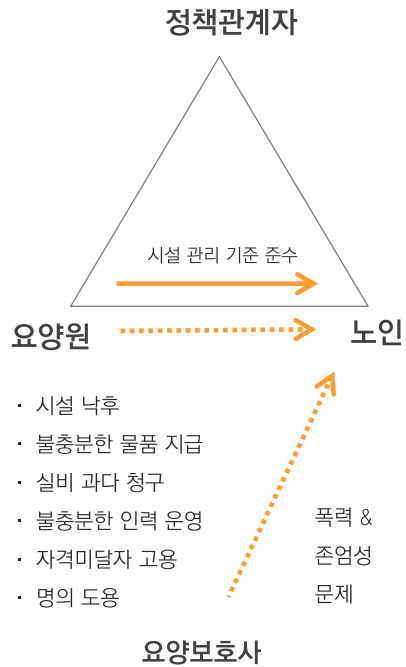 정책관계자
시설 관리 기준 준수
요양원
노인
· 시설 낙후
· 불충분한 물품 지급
· 실비 과다 청구
· 불충분한 인력 운영
· 자격미달자 고용
· 명의 도용
폭력 &
존엄성
문제
요양보호사